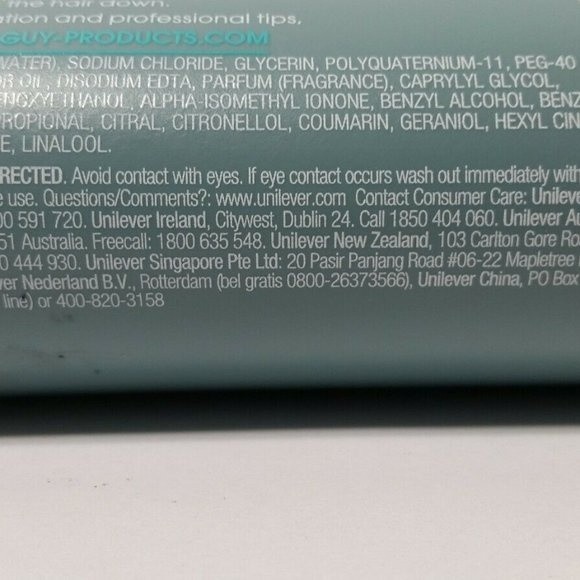 the hair down.
ation and professional tips,
GUY-PRODUCTS.COM
WATER), SODIUM CHLORIDE, GLYCERIN, POLYQUATERNIUM-11, PEG-40
OR OIL, DISODIUM EDTA, PARFUM (FRAGRANCE), CAPRYLYL GLYCOL,
ENOXYETHANOL, ALPHA-ISOMETHYL IONONE, BENZYL ALCOHOL, BENZ
PROPIONAL, CITRAL, CITRONELLOL, COUMARIN, GERANIOL, HEXYL CIN
E, LINALOOL.
RECTED. Avoid contact with eyes. If eye contact occurs wash out immediately with
e use. Questions/Comments?: www.unilever.com Contact Consumer Care: Unileve
00 591 720. Unilever Ireland, Citywest, Dublin 24. Call 1850 404 060. Unilever Au
51 Australia. Freecall: 1800 635 548. Unilever New Zealand, 103 Carlton Gore Ro
0 444 930. Unilever Singapore Pte Ltd: 20 Pasir Panjang Road #06-22 Mapletree
ver Nederland B.V., Rotterdam (bel gratis 0800-26373566), Unilever China, PO Box
line) or 400-820-3158